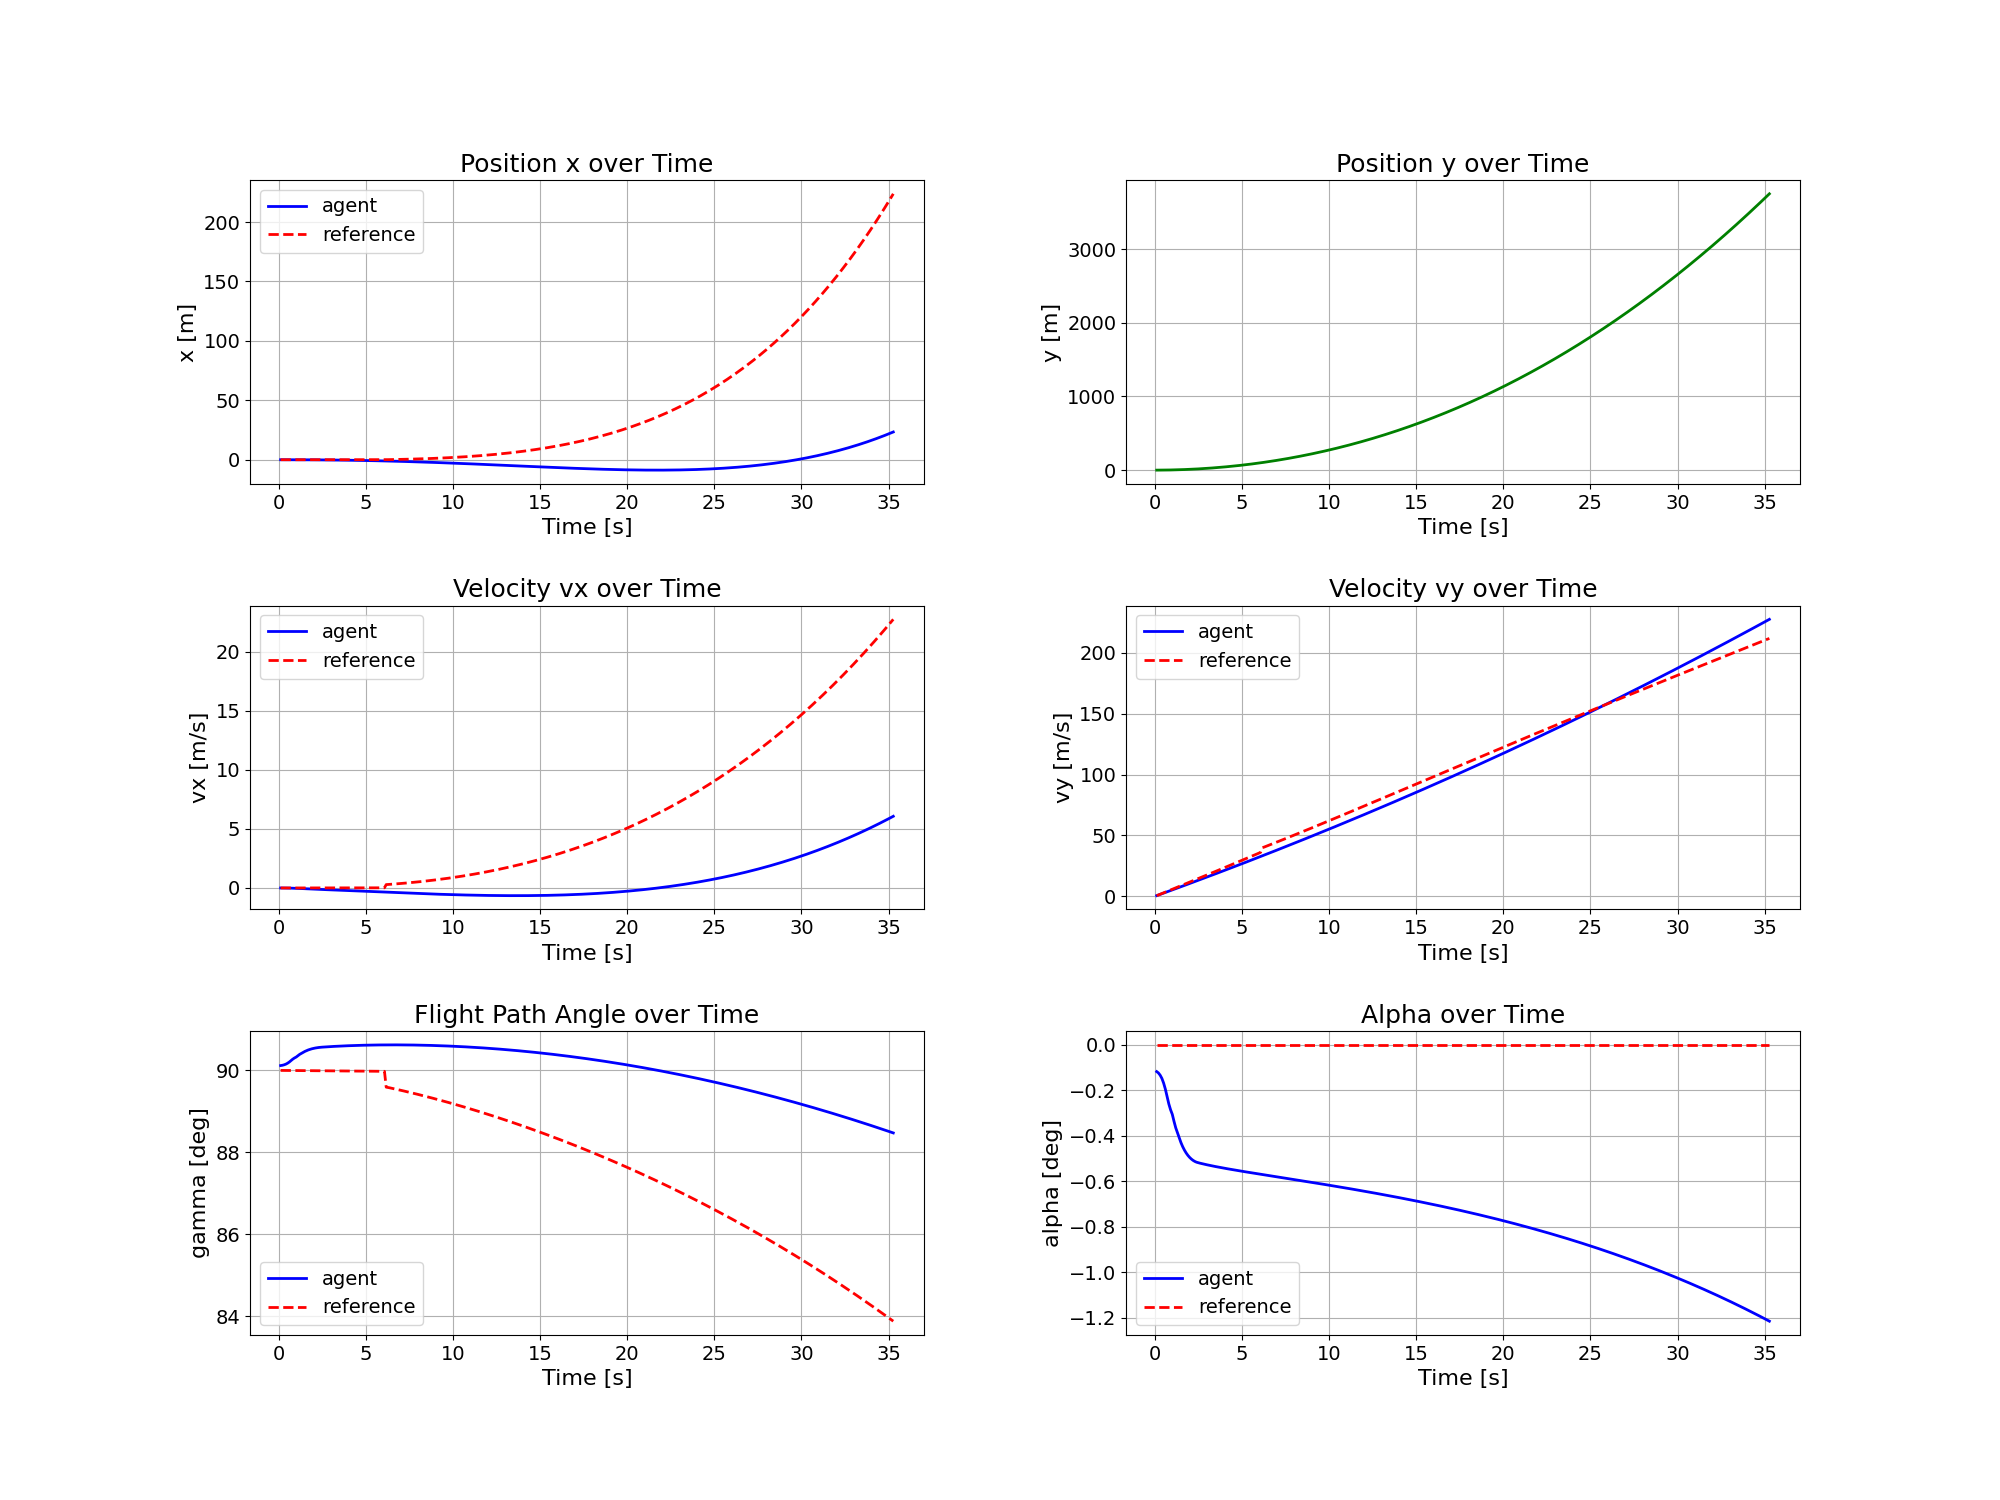 Position x over Time
agent
reference
x [m]
200
150
100
50
0
0 5 10 15 20 25 30 35
Time [s]
Position y over Time
y [m]
3000
2000
1000
0
0 5 10 15 20 25 30 35
Time [s]
Velocity vx over Time
agent
reference
vx [m/s]
20
15
10
5
0
0 5 10 15 20 25 30 35
Time [s]
Velocity vy over Time
agent
reference
vy [m/s]
200
150
100
50
0
0 5 10 15 20 25 30 35
Time [s]
Flight Path Angle over Time
gamma [deg]
90
88
86
84
agent
reference
0 5 10 15 20 25 30 35
Time [s]
Alpha over Time
alpha [deg]
0.0
−0.2
−0.4
−0.6
−0.8
−1.0
−1.2
agent
reference
0 5 10 15 20 25 30 35
Time [s]